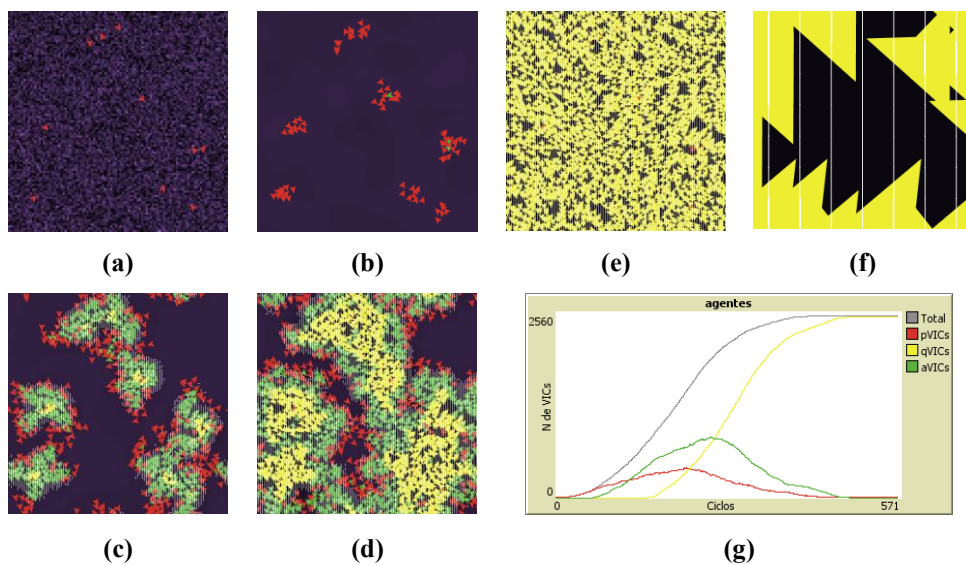 (a)
(b)
(e)
(f)
(c)
(d)
agentes
2560
N de VICs
0
0
Ciclos
571
Total
pVICs
qVICs
aVICs
(g)